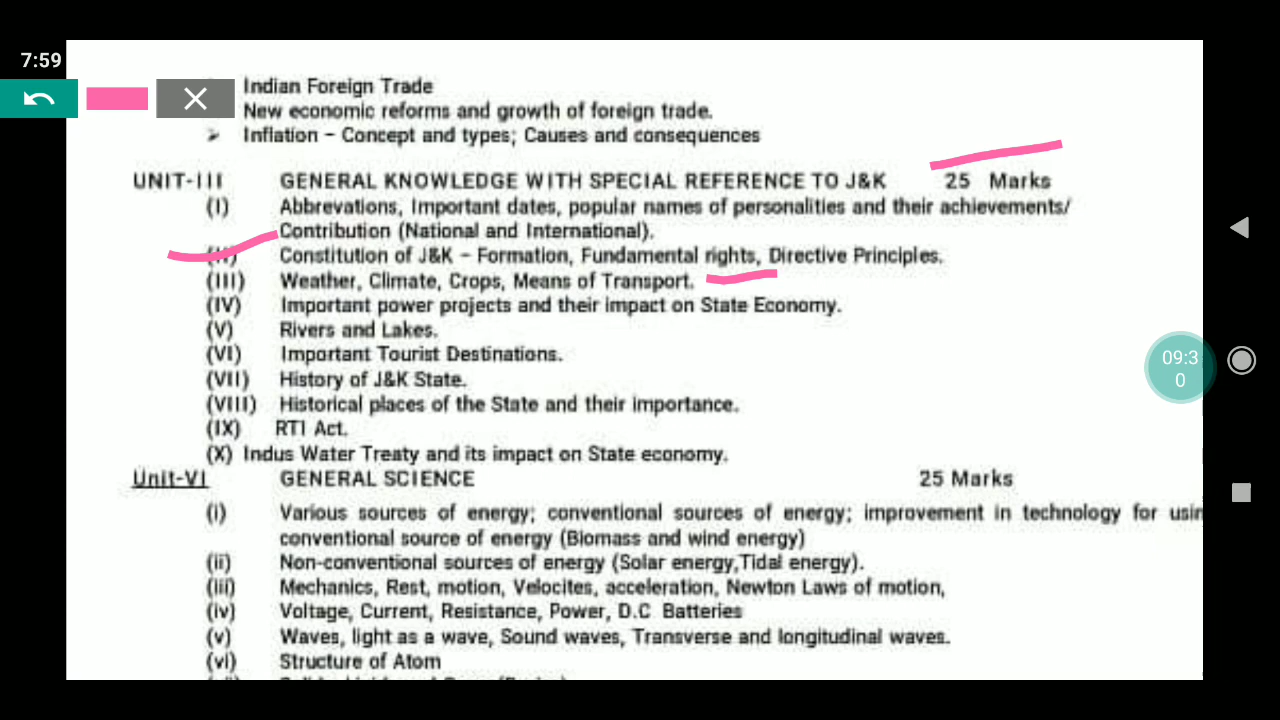 7:59
Indian Foreign Trade
New economic reforms and growth of foreign trade.
➢ Inflation – Concept and types; Causes and consequences
UNIT-III GENERAL KNOWLEDGE WITH SPECIAL REFERENCE TO J&K 25 Marks
(I) Abbrevations, Important dates, popular names of personalities and their achievements/
Contribution (National and International).
(II) Constitution of J&K – Formation, Fundamental rights, Directive Principles.
(III) Weather, Climate, Crops, Means of Transport.
(IV) Important power projects and their impact on State Economy.
(V) Rivers and Lakes.
(VI) Important Tourist Destinations.
(VII) History of J&K State.
(VIII) Historical places of the State and their importance.
(IX) RTI Act.
(X) Indus Water Treaty and its impact on State economy.
Unit-VI GENERAL SCIENCE 25 Marks
(i) Various sources of energy; conventional sources of energy; improvement in technology for usin
conventional source of energy (Biomass and wind energy)
(ii) Non-conventional sources of energy (Solar energy,Tidal energy).
(iii) Mechanics, Rest, motion, Velocites, acceleration, Newton Laws of motion,
(iv) Voltage, Current, Resistance, Power, D.C Batteries
(v) Waves, light as a wave, Sound waves, Transverse and longitudinal waves.
(vi) Structure of Atom
09:3
0